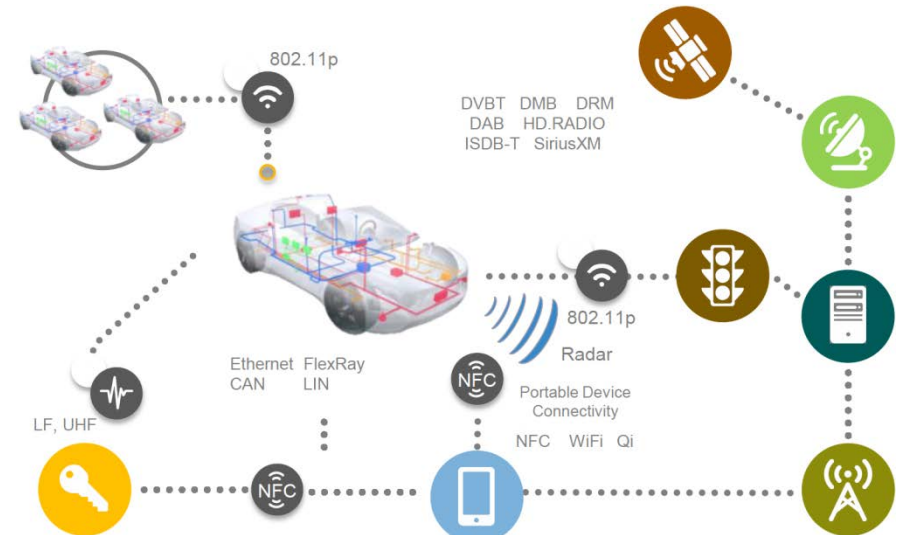 802.11p
DVBT DMB DRM
DAB HD.RADIO
ISDB-T SiriusXM
802.11p
Radar
Ethernet FlexRay
CAN LIN
NFC
Portable Device
Connectivity
NFC WiFi Qi
LF, UHF
NFC